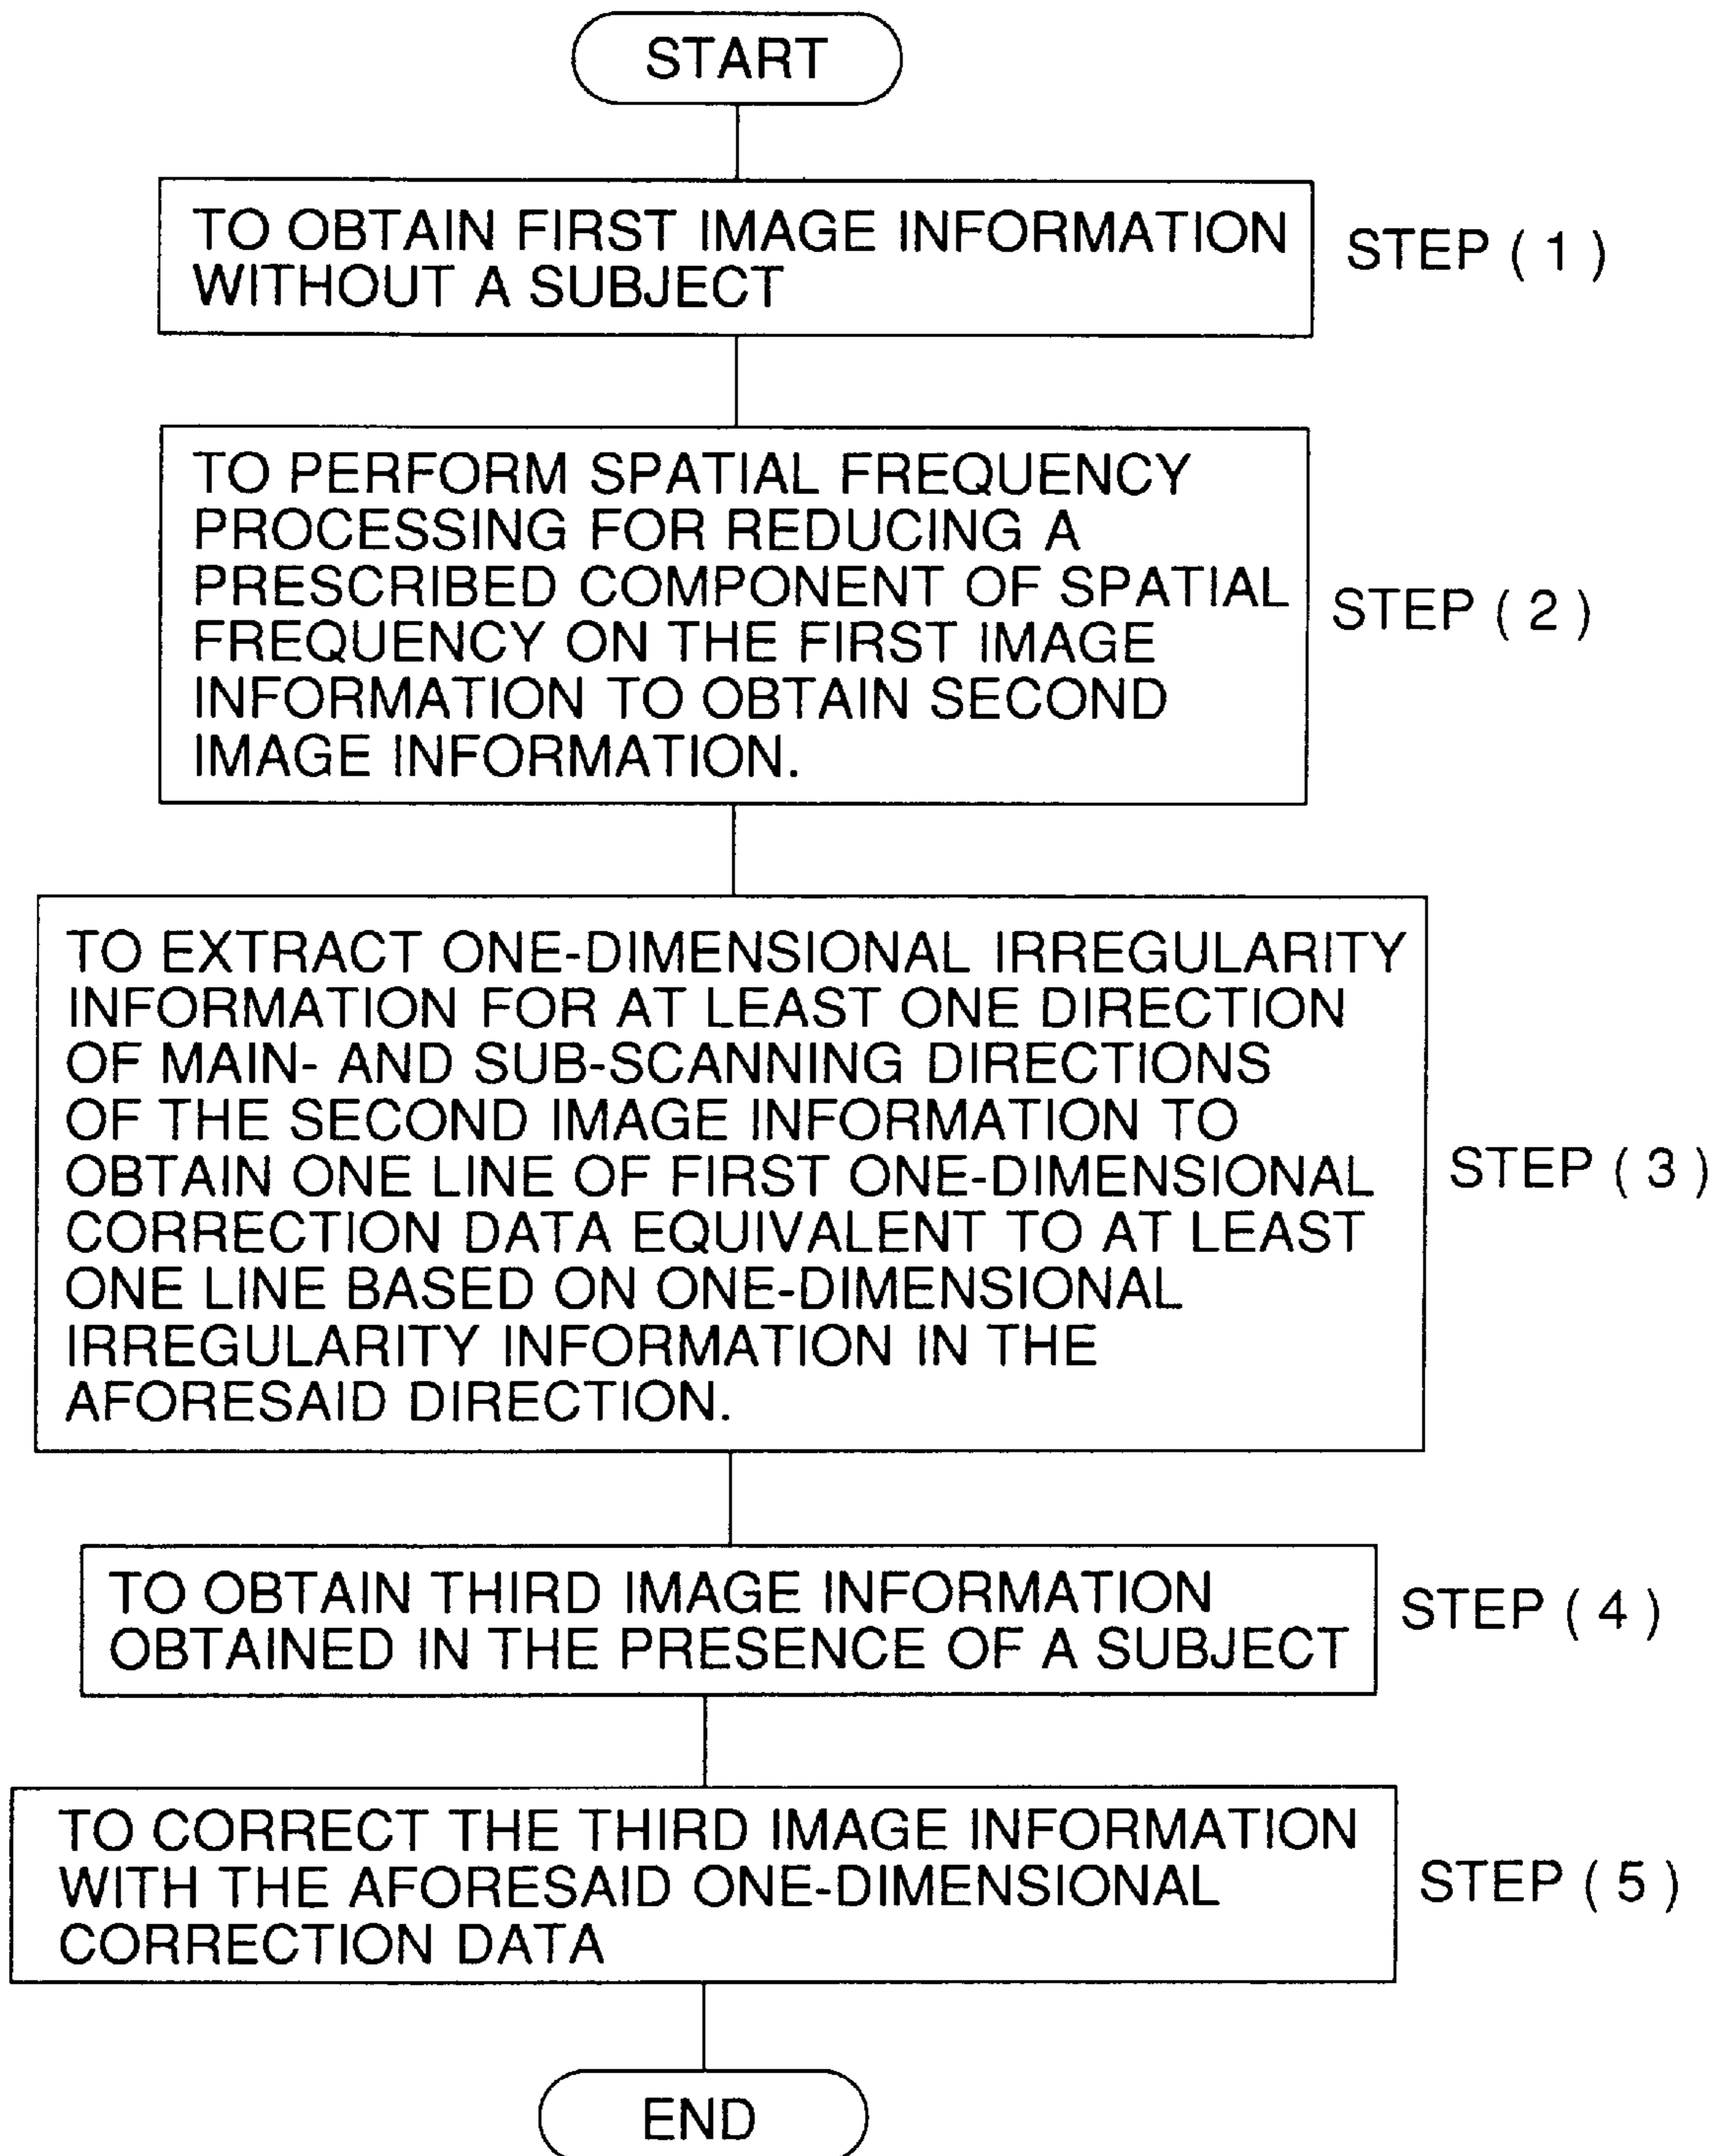 START
TO OBTAIN FIRST IMAGE INFORMATION
WITHOUT A SUBJECT
STEP ( 1 )
TO PERFORM SPATIAL FREQUENCY
PROCESSING FOR REDUCING A
PRESCRIBED COMPONENT OF SPATIAL
FREQUENCY ON THE FIRST IMAGE
INFORMATION TO OBTAIN SECOND
IMAGE INFORMATION.
STEP ( 2 )
TO EXTRACT ONE-DIMENSIONAL IRREGULARITY
INFORMATION FOR AT LEAST ONE DIRECTION
OF MAIN- AND SUB-SCANNING DIRECTIONS
OF THE SECOND IMAGE INFORMATION TO
OBTAIN ONE LINE OF FIRST ONE-DIMENSIONAL
CORRECTION DATA EQUIVALENT TO AT LEAST
ONE LINE BASED ON ONE-DIMENSIONAL
IRREGULARITY INFORMATION IN THE
AFORESAID DIRECTION.
STEP ( 3 )
TO OBTAIN THIRD IMAGE INFORMATION
OBTAINED IN THE PRESENCE OF A SUBJECT
STEP ( 4 )
TO CORRECT THE THIRD IMAGE INFORMATION
WITH THE AFORESAID ONE-DIMENSIONAL
CORRECTION DATA
STEP ( 5 )
END